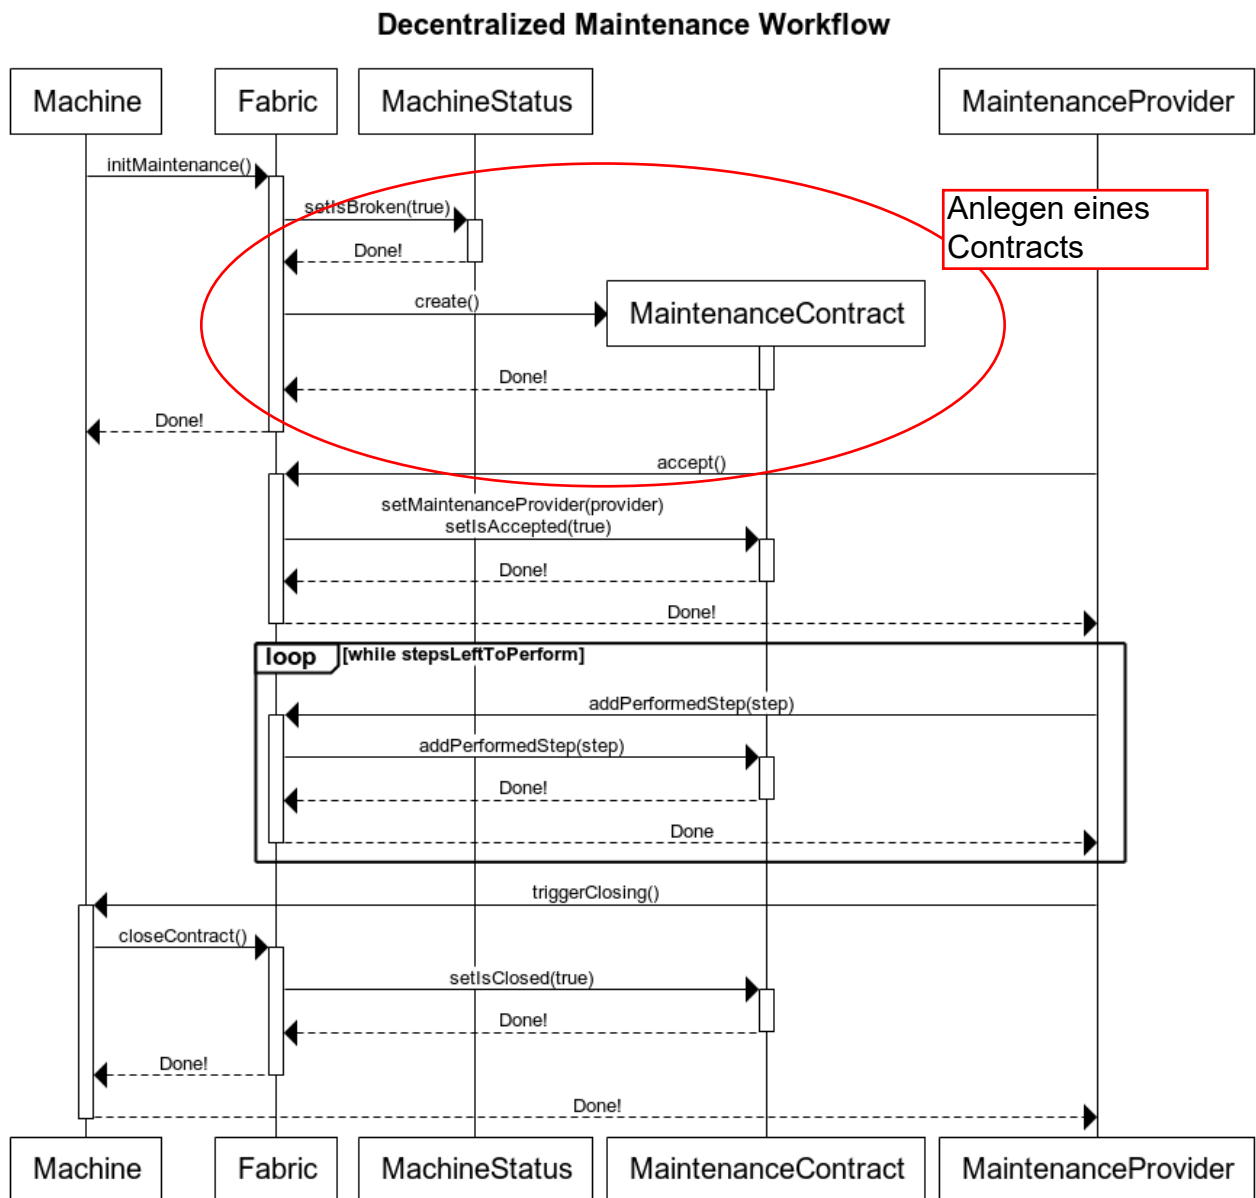 Decentralized Maintenance Workflow
Machine
Fabric
MachineStatus
MaintenanceProvider
initMaintenance()
setIsBroken(true)
Anlegen eines
Contracts
Done!
create()
MaintenanceContract
Done!
Done!
accept()
setMaintenanceProvider(provider)
setIsAccepted(true)
Done!
Done!
loop
[while stepsLeftToPerform]
addPerformedStep(step)
addPerformedStep(step)
Done!
Done
triggerClosing()
closeContract()
setIsClosed(true)
Done!
Done!
Done!
Machine
Fabric
MachineStatus
MaintenanceContract
MaintenanceProvider